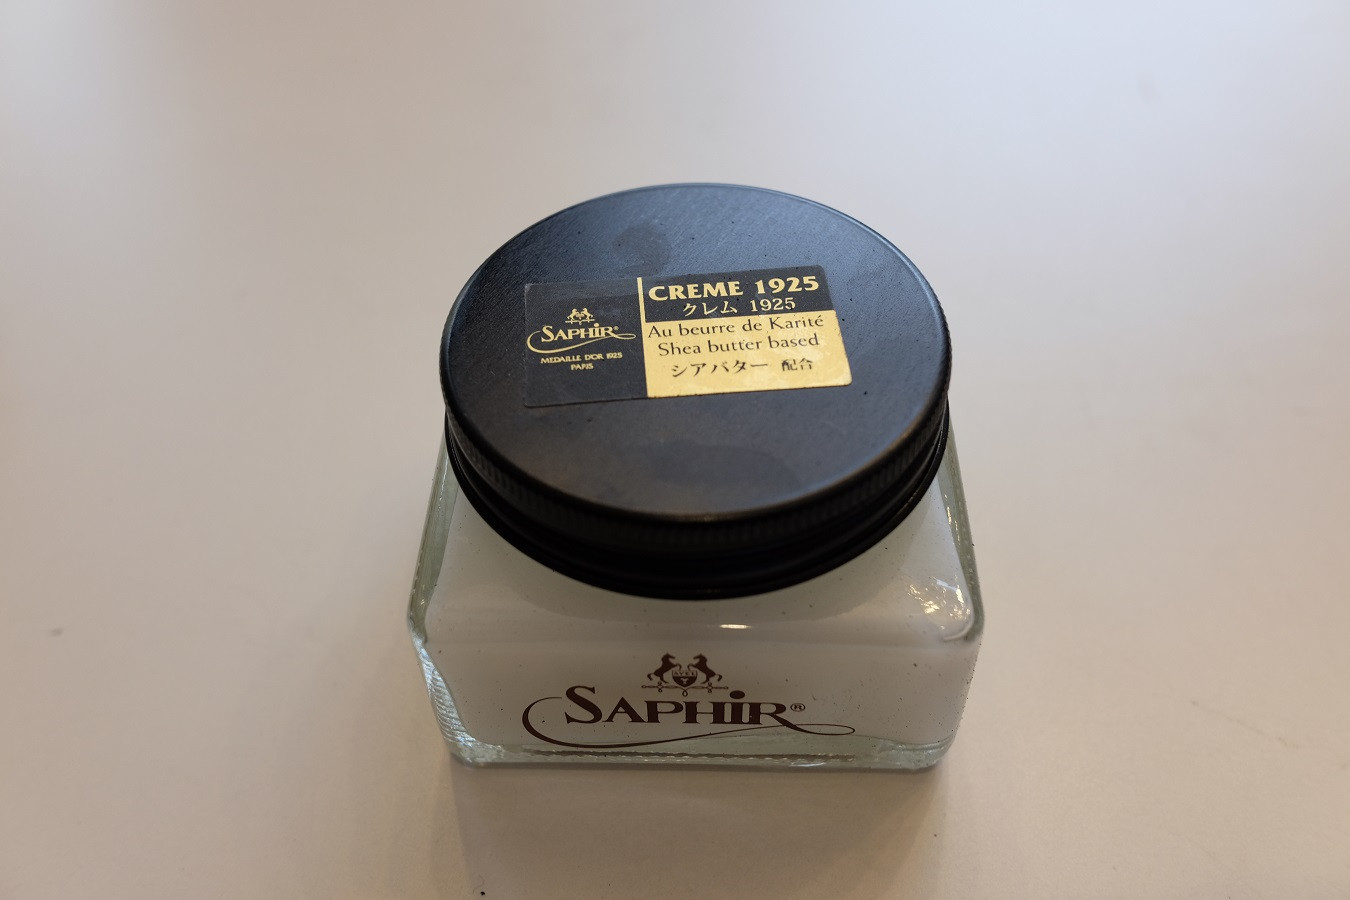 SAPHIR®
MEDAILLE D'OR 1925
PARIS
CREME 1925
クレム 1925
Au beurre de Karité
Shea butter based
シアバター 配合
SAPHIR®